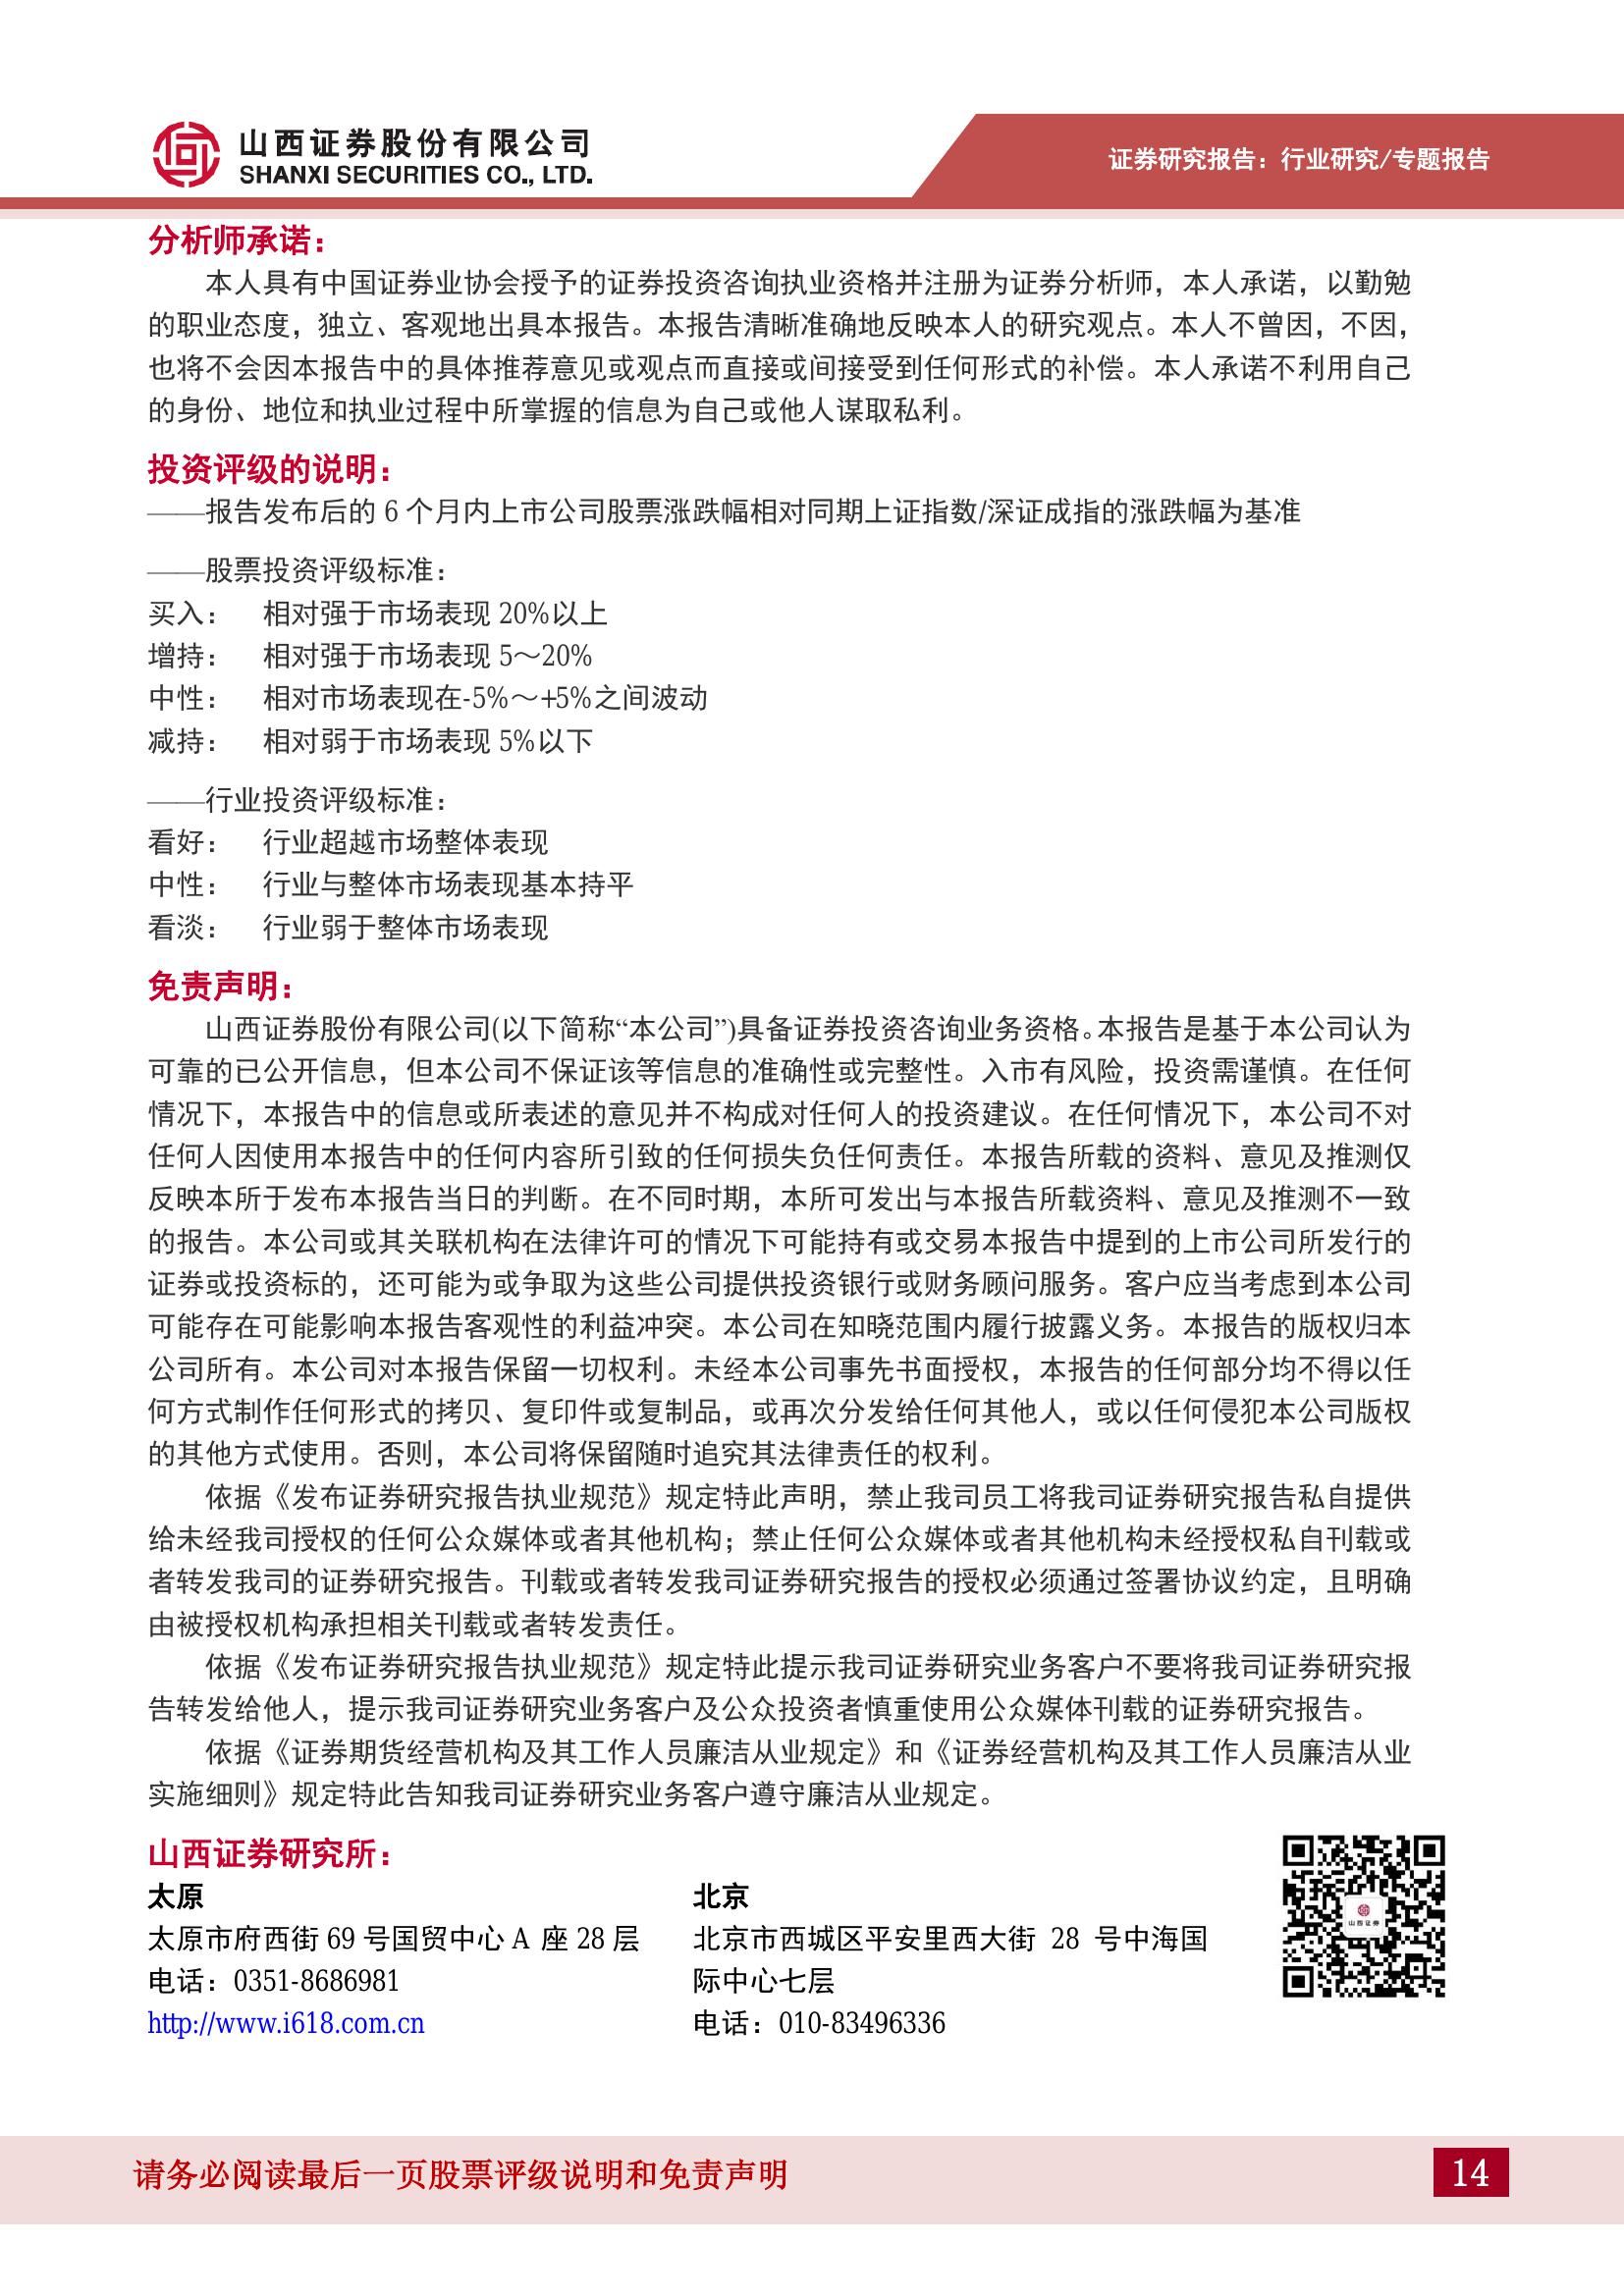 山西证券股份有限公司
SHANXI SECURITIES CO., LTD.
证券研究报告：行业研究/专题报告
分析师承诺：
本人具有中国证券业协会授予的证券投资咨询执业资格并注册为证券分析师，本人承诺，以勤勉
的职业态度，独立、客观地出具本报告。本报告清晰准确地反映本人的研究观点。本人不曾因，不因，
也将不会因本报告中的具体推荐意见或观点而直接或间接受到任何形式的补偿。本人承诺不利用自己
的身份、地位和执业过程中所掌握的信息为自己或他人谋取私利。
投资评级的说明：
——报告发布后的 6 个月内上市公司股票涨跌幅相对同期上证指数/深证成指的涨跌幅为基准
——股票投资评级标准：
买入： 相对强于市场表现 20%以上
增持： 相对强于市场表现 5～20%
中性： 相对市场表现在-5%～+5%之间波动
减持： 相对弱于市场表现 5%以下
——行业投资评级标准：
看好： 行业超越市场整体表现
中性： 行业与整体市场表现基本持平
看淡： 行业弱于整体市场表现
免责声明：
山西证券股份有限公司(以下简称“本公司”)具备证券投资咨询业务资格。本报告是基于本公司认为
可靠的已公开信息，但本公司不保证该等信息的准确性或完整性。入市有风险，投资需谨慎。在任何
情况下，本报告中的信息或所表述的意见并不构成对任何人的投资建议。在任何情况下，本公司不对
任何人因使用本报告中的任何内容所引致的任何损失负任何责任。本报告所载的资料、意见及推测仅
反映本所于发布本报告当日的判断。在不同时期，本所可发出与本报告所载资料、意见及推测不一致
的报告。本公司或其关联机构在法律许可的情况下可能持有或交易本报告中提到的上市公司所发行的
证券或投资标的，还可能为或争取为这些公司提供投资银行或财务顾问服务。客户应当考虑到本公司
可能存在可能影响本报告客观性的利益冲突。本公司在知晓范围内履行披露义务。本报告的版权归本
公司所有。本公司对本报告保留一切权利。未经本公司事先书面授权，本报告的任何部分均不得以任
何方式制作任何形式的拷贝、复印件或复制品，或再次分发给任何其他人，或以任何侵犯本公司版权
的其他方式使用。否则，本公司将保留随时追究其法律责任的权利。
依据《发布证券研究报告执业规范》规定特此声明，禁止我司员工将我司证券研究报告私自提供
给未经我司授权的任何公众媒体或者其他机构；禁止任何公众媒体或者其他机构未经授权私自刊载或
者转发我司的证券研究报告。刊载或者转发我司证券研究报告的授权必须通过签署协议约定，且明确
由被授权机构承担相关刊载或者转发责任。
依据《发布证券研究报告执业规范》规定特此提示我司证券研究业务客户不要将我司证券研究报
告转发给他人，提示我司证券研究业务客户及公众投资者慎重使用公众媒体刊载的证券研究报告。
依据《证券期货经营机构及其工作人员廉洁从业规定》和《证券经营机构及其工作人员廉洁从业
实施细则》规定特此告知我司证券研究业务客户遵守廉洁从业规定。
山西证券研究所：
太原
太原市府西街 69 号国贸中心 A 座 28 层
电话：0351-8686981
http://www.i618.com.cn
北京
北京市西城区平安里西大街 28 号中海国
际中心七层
电话：010-83496336
山西证券
请务必阅读最后一页股票评级说明和免责声明
14